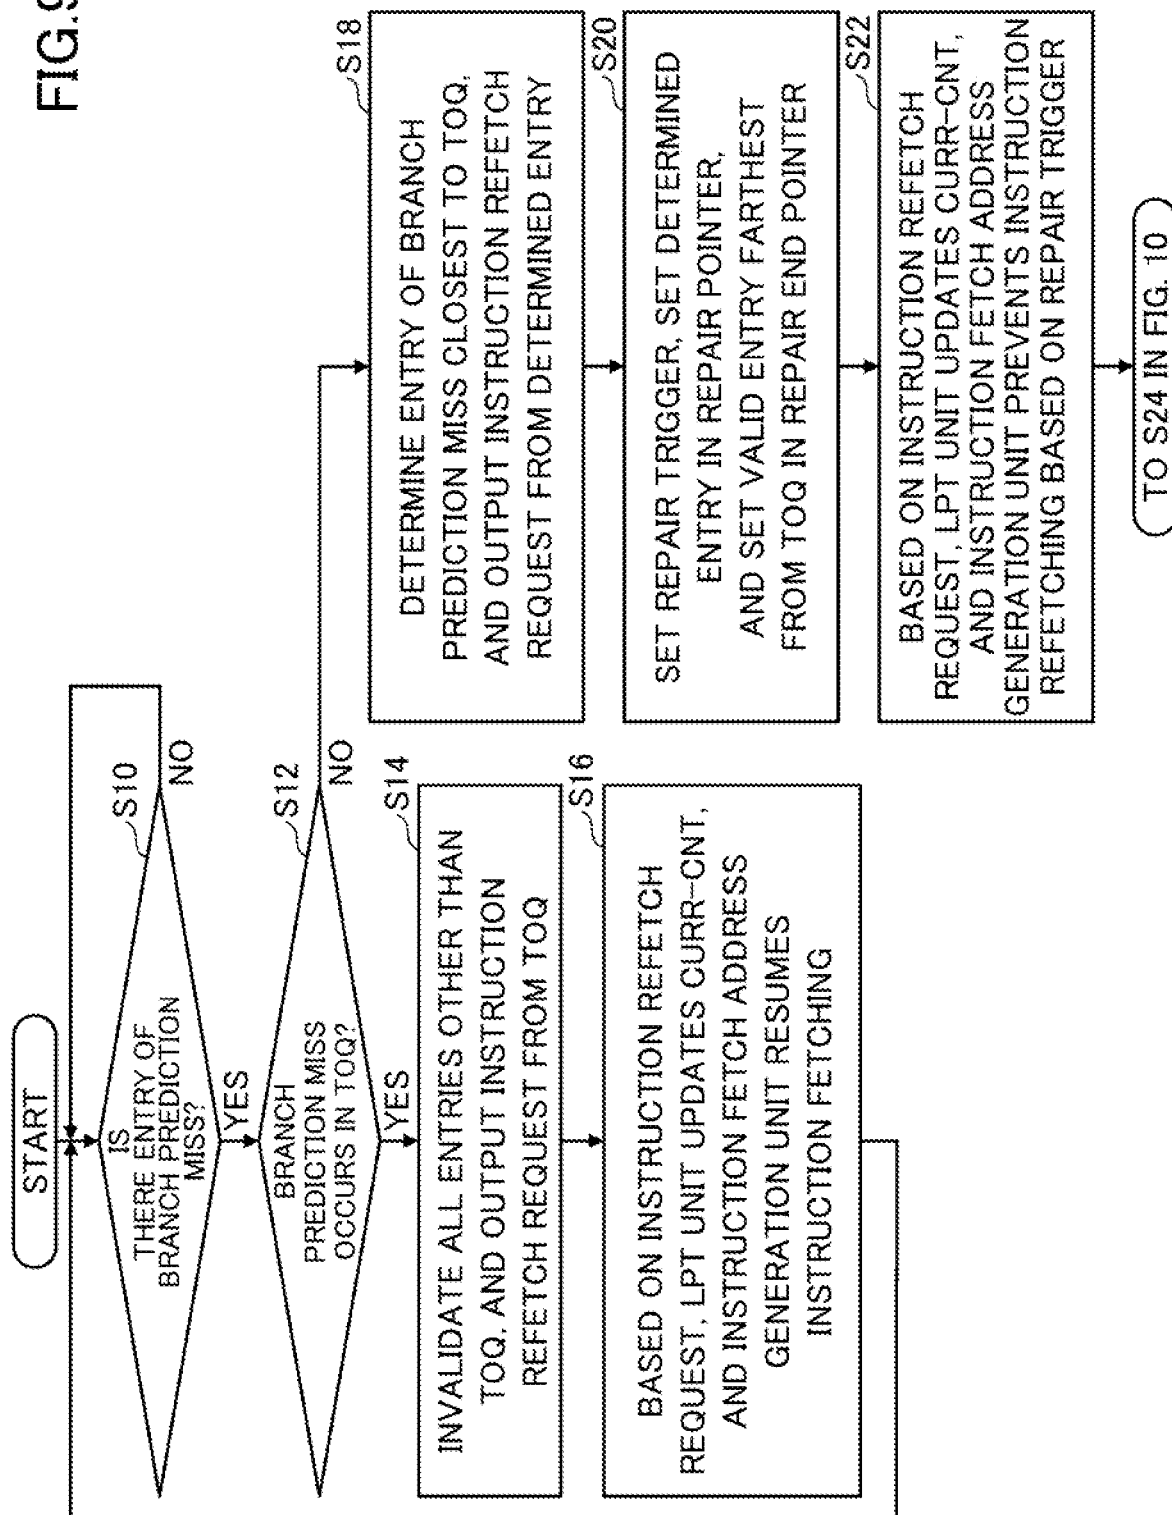 FIG.9
START
IS
THERE ENTRY OF
BRANCH PREDICTION
MISS?
S10
NO
YES
BRANCH
PREDICTION MISS
OCCURS IN TOQ?
S12
NO
YES
S14
INVALIDATE ALL ENTRIES OTHER THAN
TOQ, AND OUTPUT INSTRUCTION
REFETCH REQUEST FROM TOQ
S16
BASED ON INSTRUCTION REFETCH
REQUEST, LPT UNIT UPDATES CURR-CNT,
AND INSTRUCTION FETCH ADDRESS
GENERATION UNIT RESUMES
INSTRUCTION FETCHING
S18
DETERMINE ENTRY OF BRANCH
PREDICTION MISS CLOSEST TO TOQ,
AND OUTPUT INSTRUCTION REFETCH
REQUEST FROM DETERMINED ENTRY
S20
SET REPAIR TRIGGER, SET DETERMINED
ENTRY IN REPAIR POINTER,
AND SET VALID ENTRY FARTHEST
FROM TOQ IN REPAIR END POINTER
S22
BASED ON INSTRUCTION REFETCH
REQUEST, LPT UNIT UPDATES CURR-CNT,
AND INSTRUCTION FETCH ADDRESS
GENERATION UNIT PREVENTS INSTRUCTION
REFETCHING BASED ON REPAIR TRIGGER
TO S24 IN FIG. 10